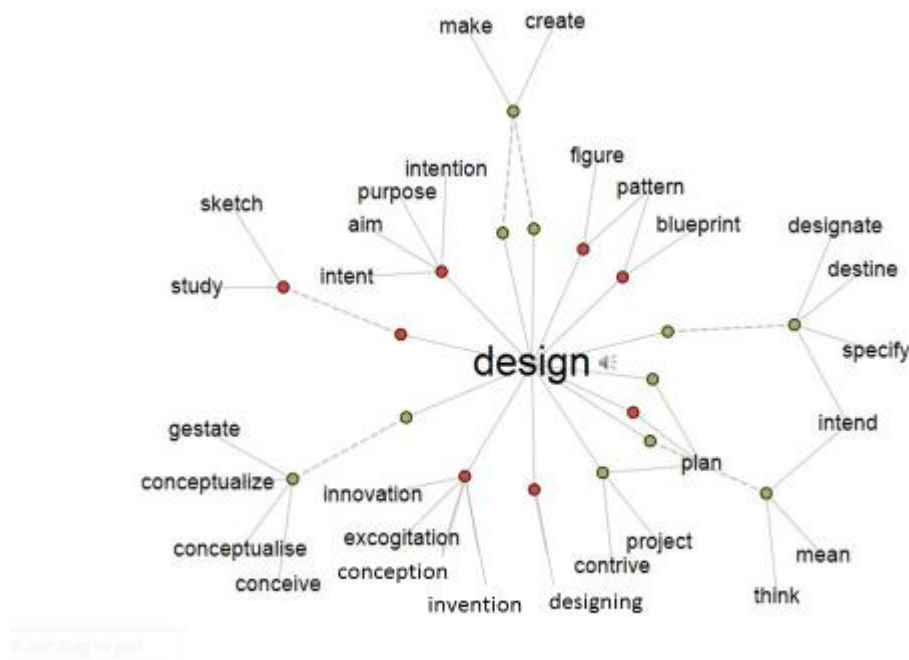 create
make
figure
intention
pattern
purpose
sketch
blueprint
aim
designate
destine
intent
study
specify
design
intend
gestate
plan
conceptualize
innovation
excogitation
project
conceptualise
mean
contrive
conception
conceive
think
designing
invention